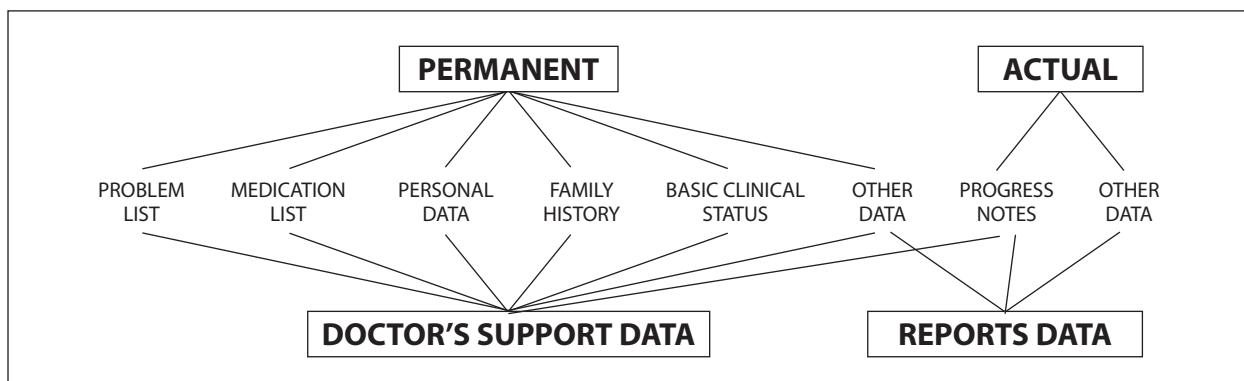 PERMANENT
ACTUAL
PROBLEM
LIST
MEDICATION
LIST
PERSONAL
DATA
FAMILY
HISTORY
BASIC CLINICAL
STATUS
OTHER
DATA
PROGRESS
NOTES
OTHER
DATA
DOCTOR’S SUPPORT DATA
REPORTS DATA